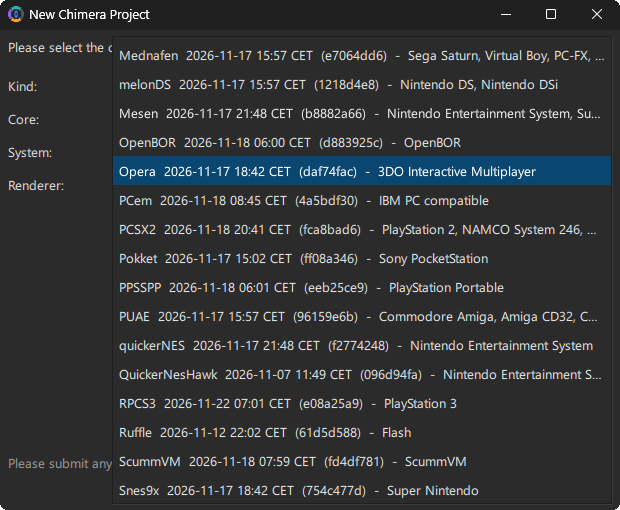 New Chimera Project
Please select the c
Kind:
Core:
System:
Renderer:
Please submit any
Mednafen 2026-11-17 15:57 CET (e7064dd6) - Sega Saturn, Virtual Boy, PC-FX, ...
melonDS 2026-11-17 15:57 CET (1218d4e8) - Nintendo DS, Nintendo DSi
Mesen 2026-11-17 21:48 CET (b8882a66) - Nintendo Entertainment System, Su...
OpenBOR 2026-11-18 06:00 CET (d883925c) - OpenBOR
Opera 2026-11-17 18:42 CET (daf74fac) - 3DO Interactive Multiplayer
PCem 2026-11-18 08:45 CET (4a5bdf30) - IBM PC compatible
PCSX2 2026-11-18 20:41 CET (fca8bad6) - PlayStation 2, NAMCO System 246, ...
Pokket 2026-11-17 15:02 CET (ff08a346) - Sony PocketStation
PPSSPP 2026-11-18 06:01 CET (eeb25ce9) - PlayStation Portable
PUAE 2026-11-17 15:57 CET (96159e6b) - Commodore Amiga, Amiga CD32, C...
quickerNES 2026-11-17 21:48 CET (f2774248) - Nintendo Entertainment System
QuickerNesHawk 2026-11-07 11:49 CET (096d94fa) - Nintendo Entertainment S...
RPCS3 2026-11-22 07:01 CET (e08a25a9) - PlayStation 3
Ruffle 2026-11-12 22:02 CET (61d5d588) - Flash
ScummVM 2026-11-18 07:59 CET (fd4df781) - ScummVM
Snes9x 2026-11-17 18:42 CET (754c477d) - Super Nintendo